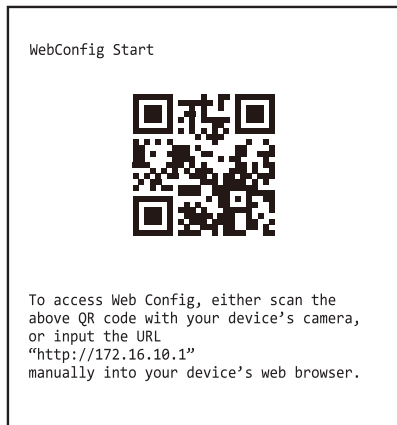 WebConfig Start
To access Web Config, either scan the
above QR code with your device’s camera,
or input the URL
“http://172.16.10.1”
manually into your device’s web browser.